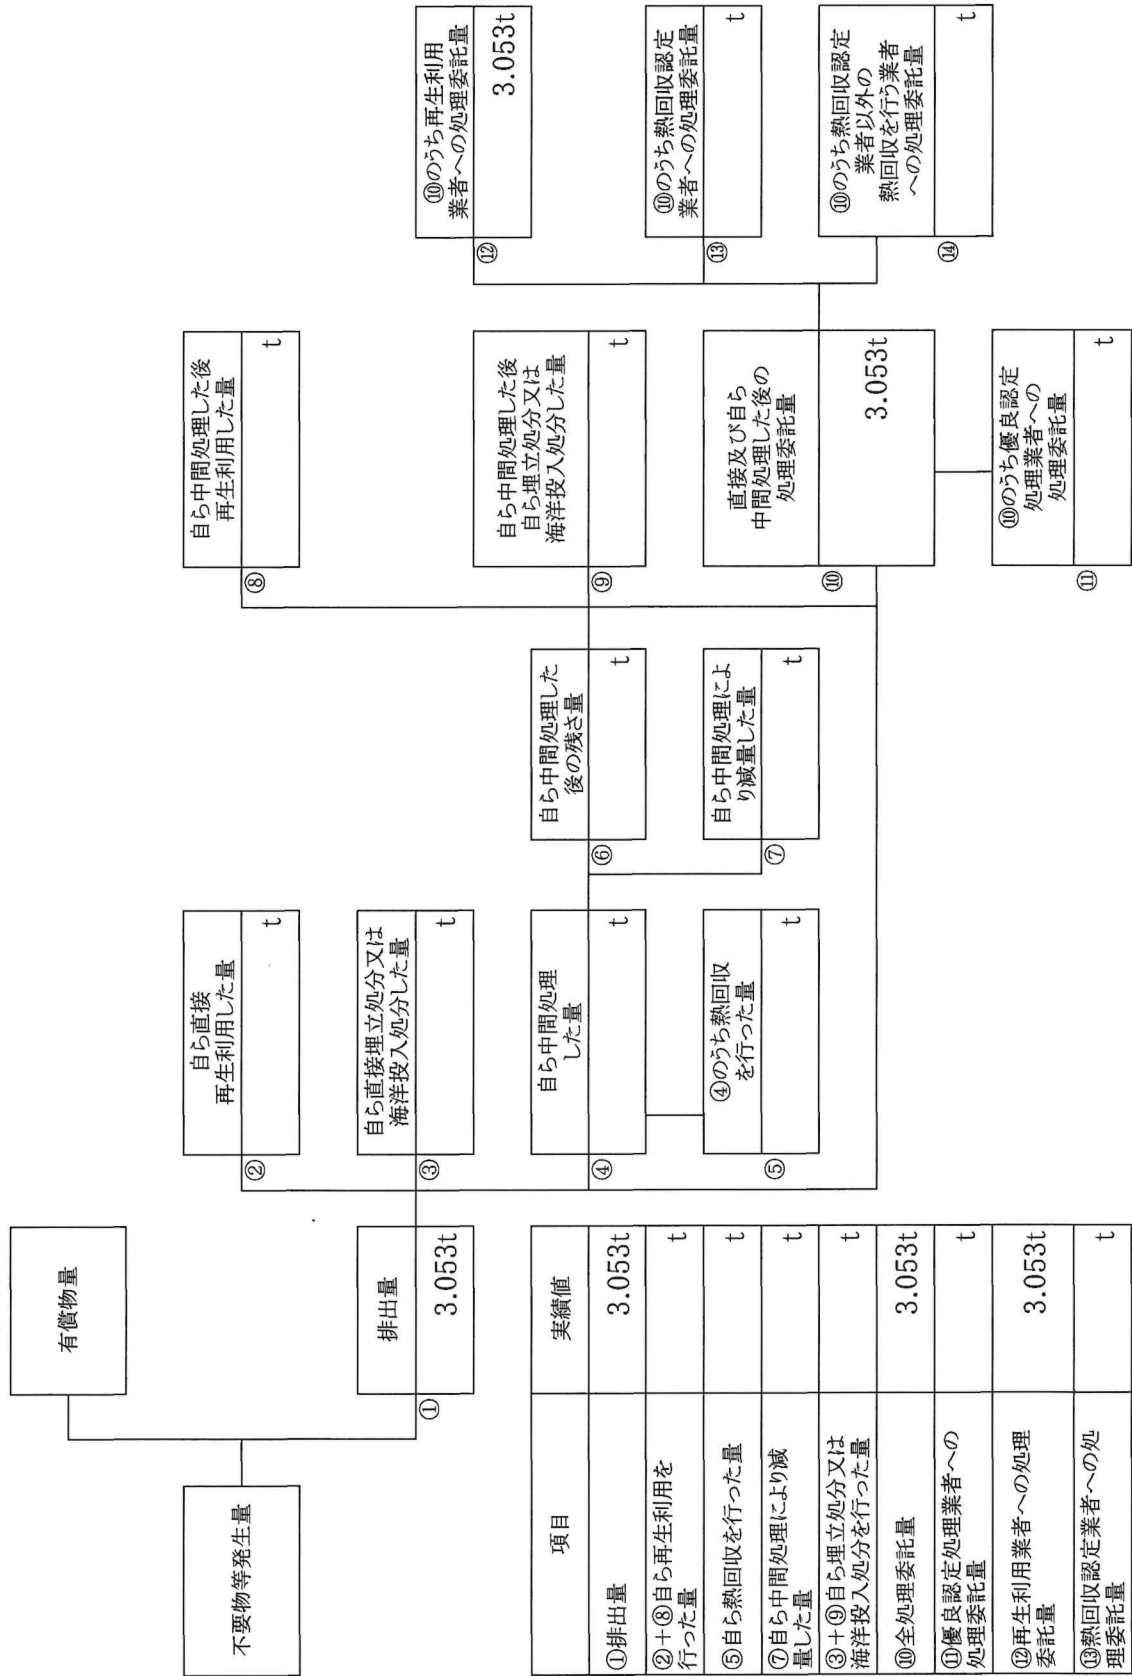 不要物等発生量
有償物量
①
排出量
3.053t
②
自ら直接
再生利用した量
t
③
自ら直接埋立処分又は
海洋投入処分した量
t
④
自ら中間処理
した量
t
⑤
④のうち熱回収
を行った量
t
⑥
自ら中間処理した
後の残さ量
t
⑦
自ら中間処理によ
り減量した量
t
⑧
自ら中間処理した後
再生利用した量
t
⑨
自ら中間処理した後
自ら埋立処分又は
海洋投入処分した量
t
⑩
直接及び自ら
中間処理した後の
処理委託量
3.053t
⑪
⑩のうち優良認定
処理業者への
処理委託量
t
⑫
⑩のうち再生利用
業者への処理委託量
3.053t
⑬
⑩のうち熱回収認定
業者への処理委託量
t
⑭
⑩のうち熱回収認定
業者以外の
熱回収を行う業者
への処理委託量
t
項目 実績値
①排出量 3.053t
②+⑧自ら再生利用を
行った量 t
⑤自ら熱回収を行った量 t
⑦自ら中間処理により減
量した量 t
③+⑨自ら埋立処分又は
海洋投入処分を行った量 t
⑩全処理委託量 3.053t
⑪優良認定処理業者への
処理委託量 t
⑫再生利用業者への処理
委託量 3.053t
⑬熱回収認定業者への処
理委託量 t